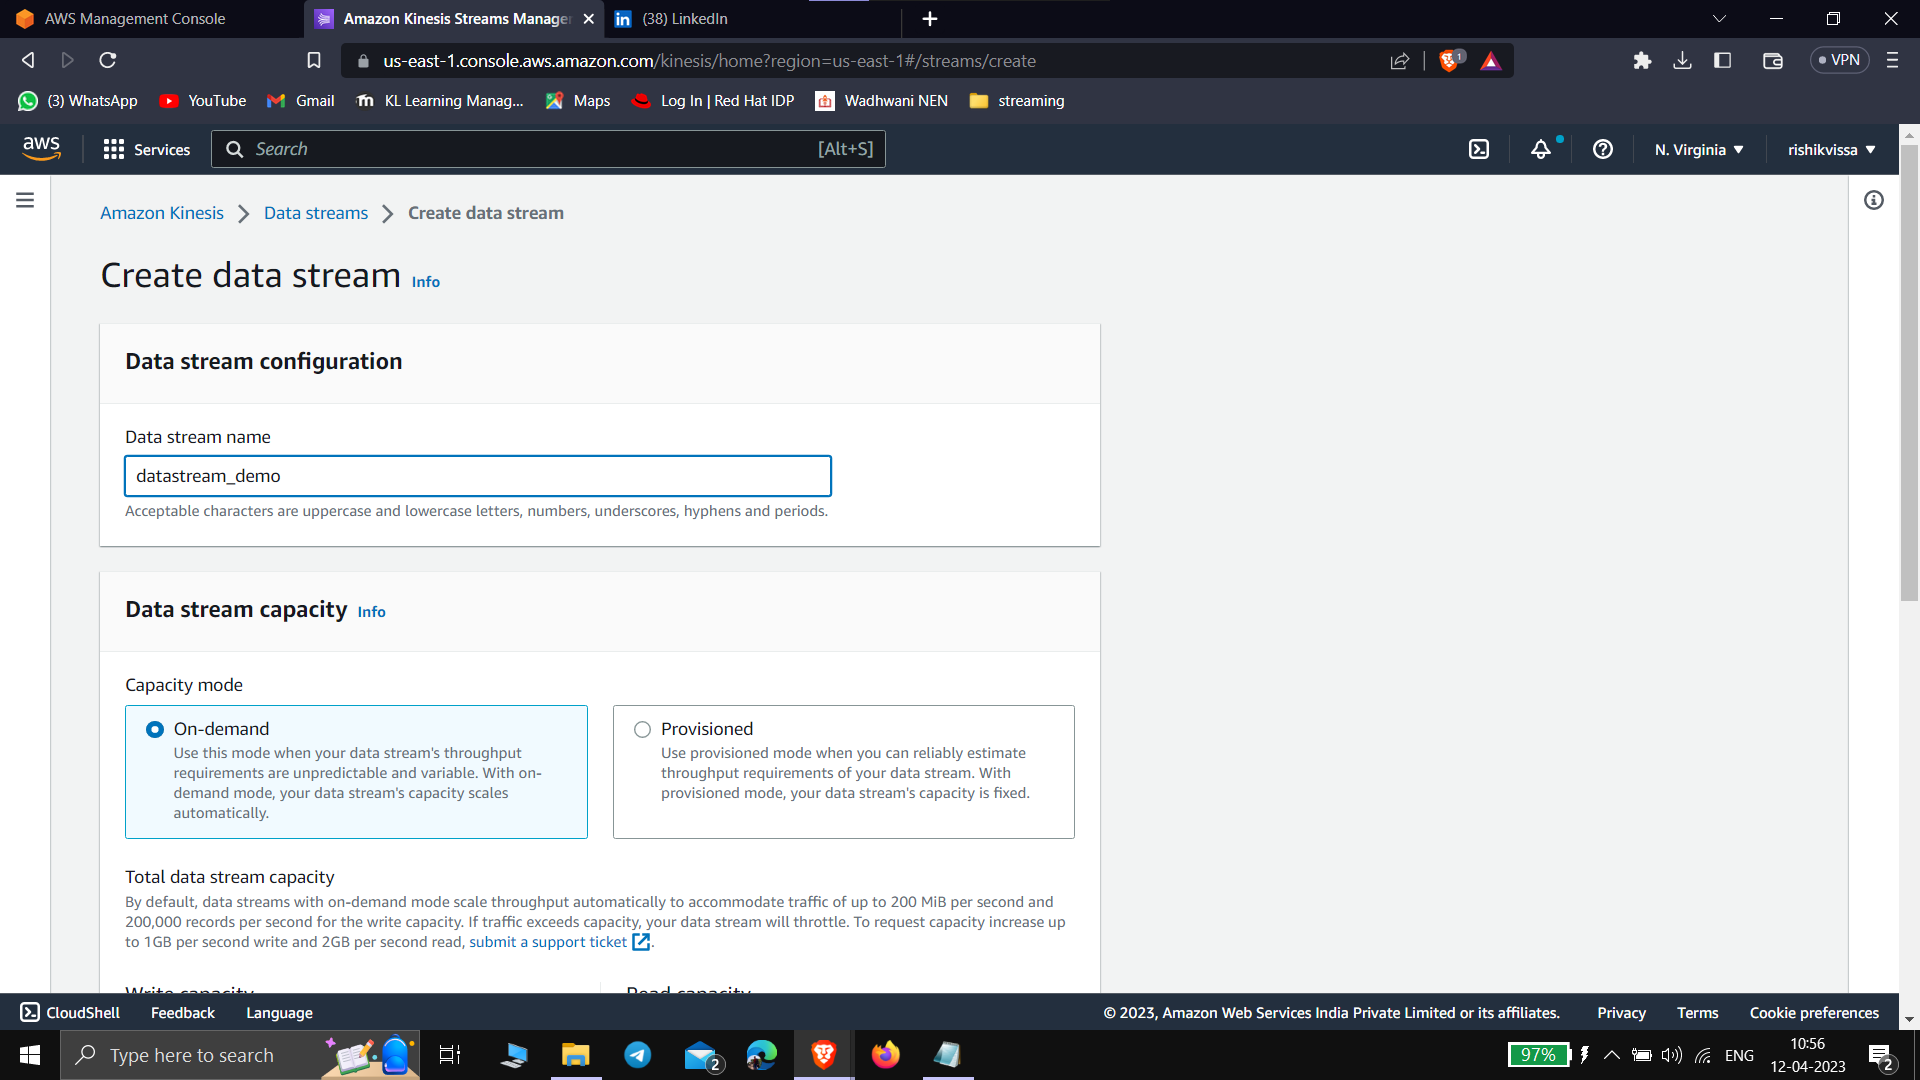 AWS Management Console
Amazon Kinesis Streams Manage
(38) LinkedIn
us-east-1.console.aws.amazon.com/kinesis/home?region=us-east-1#/streams/create
1
VPN
(3) WhatsApp
YouTube
Gmail
KL Learning Manag...
Maps
Log In | Red Hat IDP
Wadhwani NEN
streaming
aws
Services
Search
[Alt+S]
N. Virginia
rishikvissa
Amazon Kinesis
Data streams
Create data stream
Create data stream Info
Data stream configuration
Data stream name
datastream_demo
Acceptable characters are uppercase and lowercase letters, numbers, underscores, hyphens and periods.
Data stream capacity Info
Capacity mode
On-demand
Use this mode when your data stream's throughput
requirements are unpredictable and variable. With on-
demand mode, your data stream's capacity scales
automatically.
Provisioned
Use provisioned mode when you can reliably estimate
throughput requirements of your data stream. With
provisioned mode, your data stream's capacity is fixed.
Total data stream capacity
By default, data streams with on-demand mode scale throughput automatically to accommodate traffic of up to 200 MiB per second and
200,000 records per second for the write capacity. If traffic exceeds capacity, your data stream will throttle. To request capacity increase up
to 1GB per second write and 2GB per second read, submit a support ticket.
Write capacity
Read capacity
CloudShell
Feedback
Language
© 2023, Amazon Web Services India Private Limited or its affiliates.
Privacy
Terms
Cookie preferences
Type here to search
2
97%
ENG
10:56
12-04-2023
2